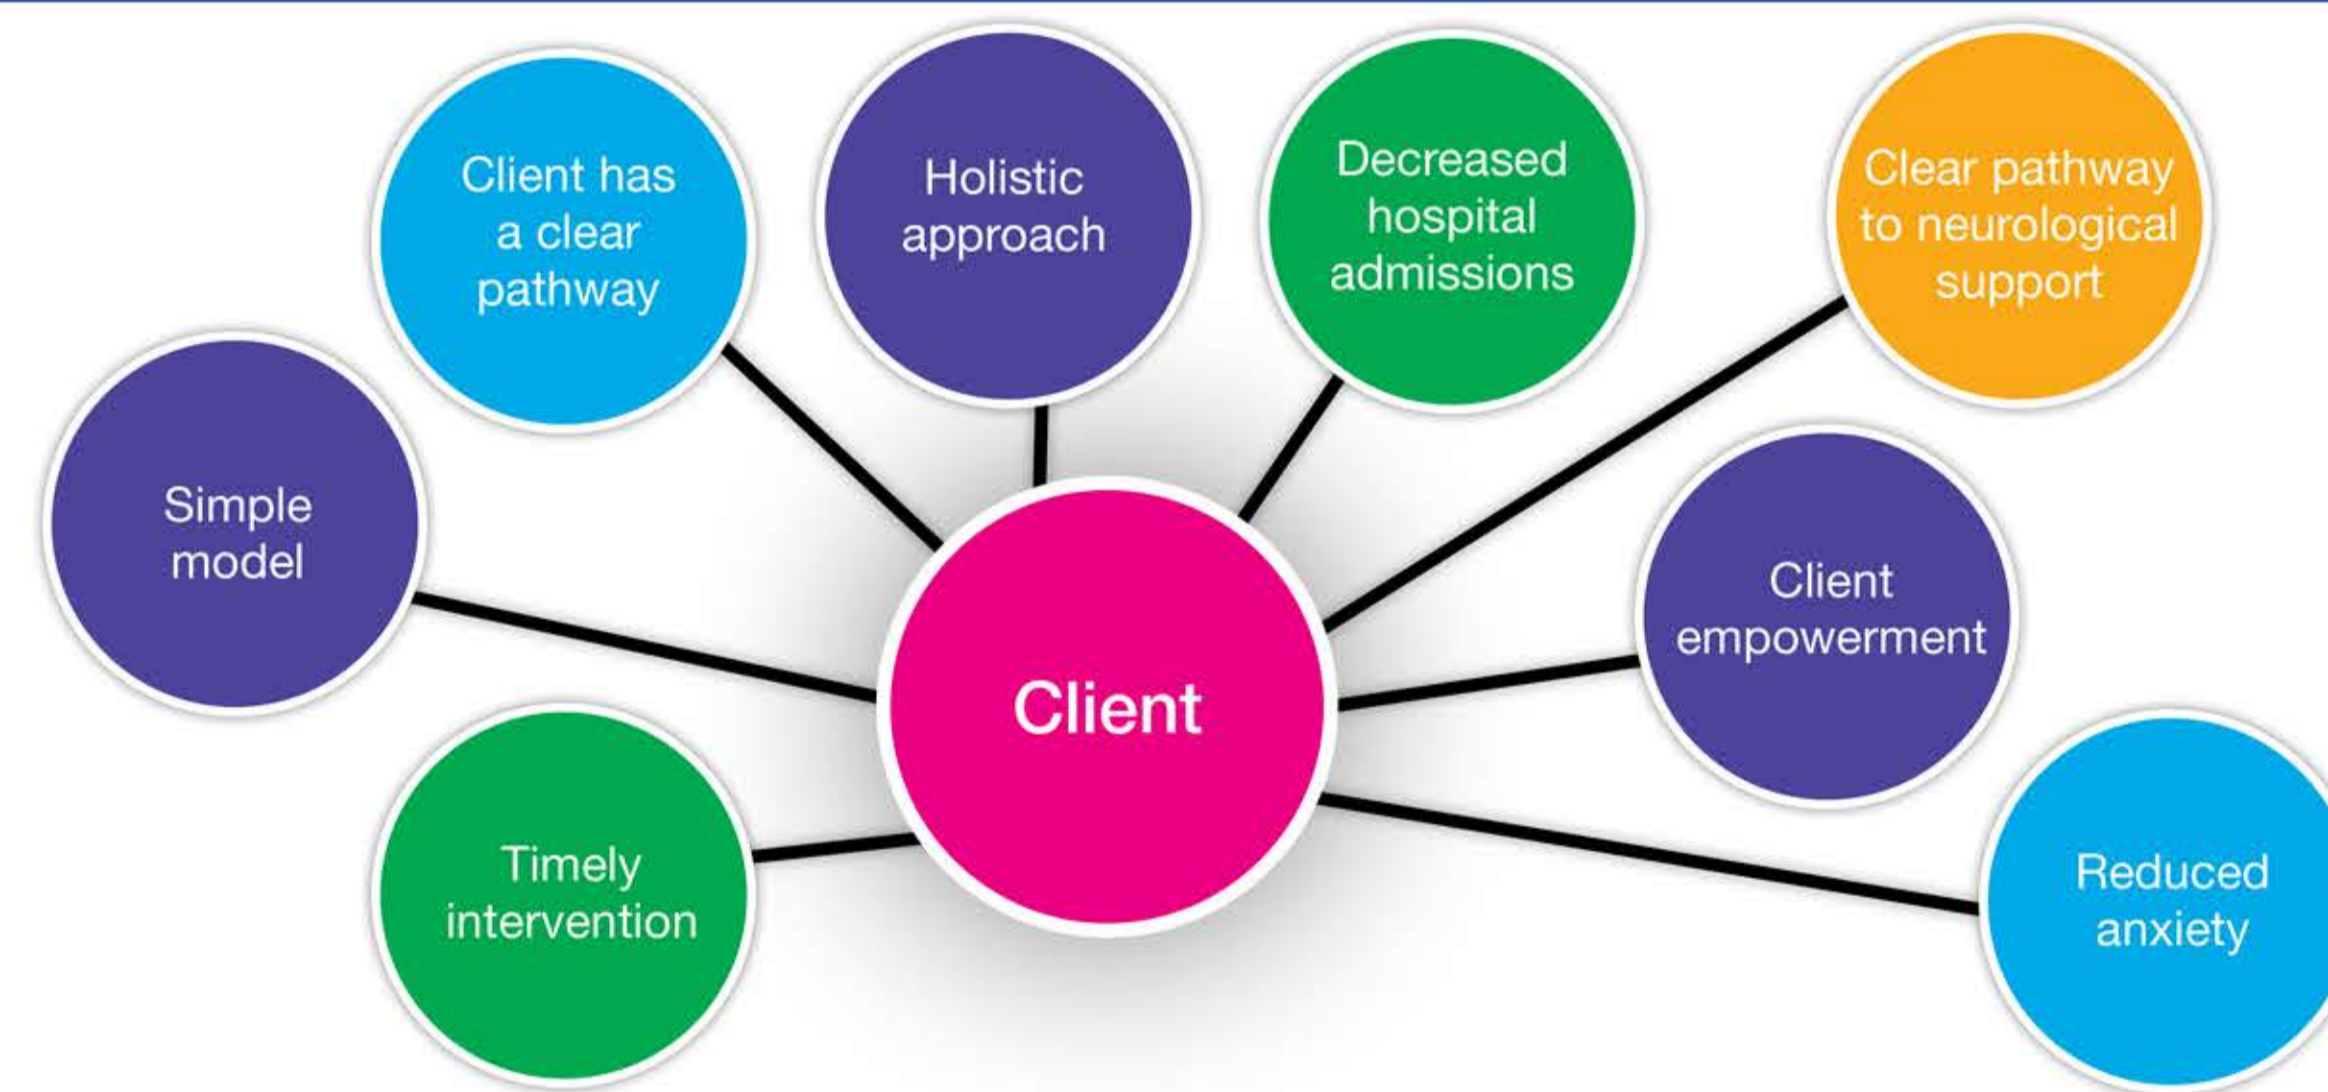 Client has
a clear
pathway
Holistic
approach
Decreased
hospital
admissions
Clear pathway
to neurological
support
Simple
model
Client
empowerment
Client
Timely
intervention
Reduced
anxiety